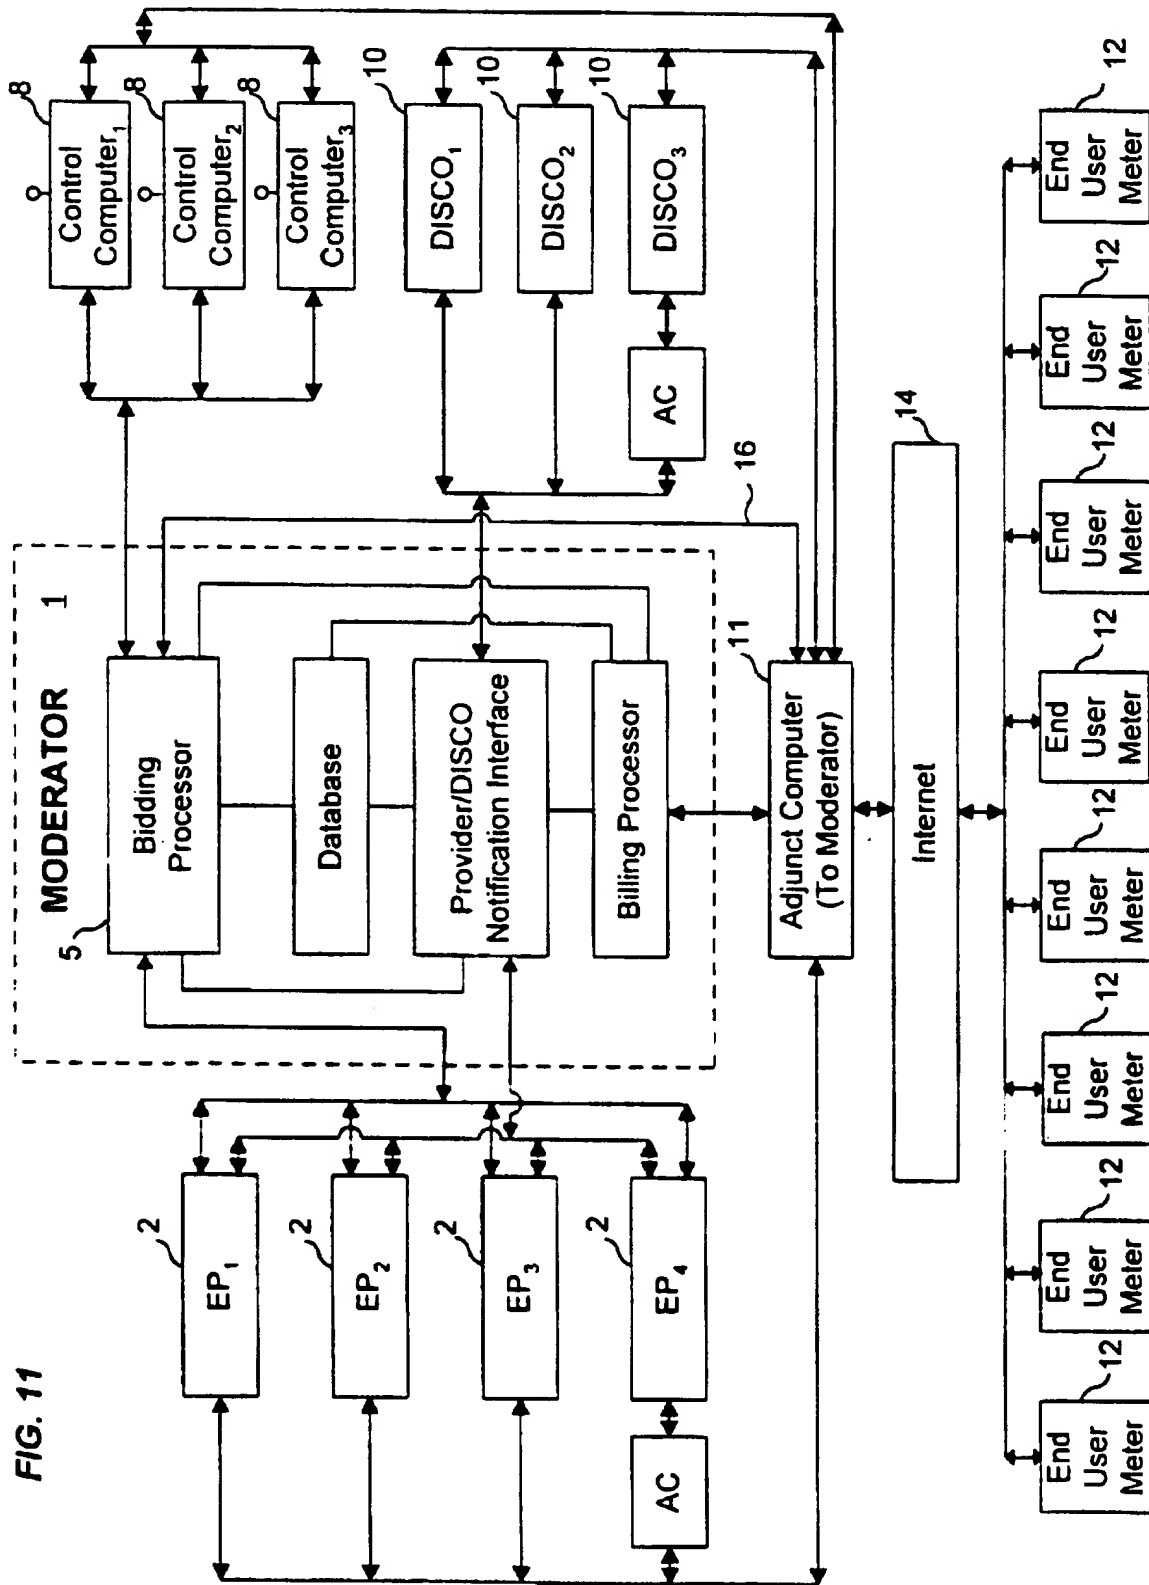 FIG. 11
MODERATOR
1
5
Bidding
Processor
Database
Provider/DISCO
Notification Interface
Billing Processor
2
EP1
2
EP2
2
EP3
2
EP4
AC
8
Control
Computer1
8
Control
Computer2
8
Control
Computer3
10
DISCO1
10
DISCO2
10
DISCO3
AC
16
11
Adjunct Computer
(To Moderator)
14
Internet
12
End
User
Meter
12
End
User
Meter
12
End
User
Meter
12
End
User
Meter
12
End
User
Meter
12
End
User
Meter
12
End
User
Meter
12
End
User
Meter